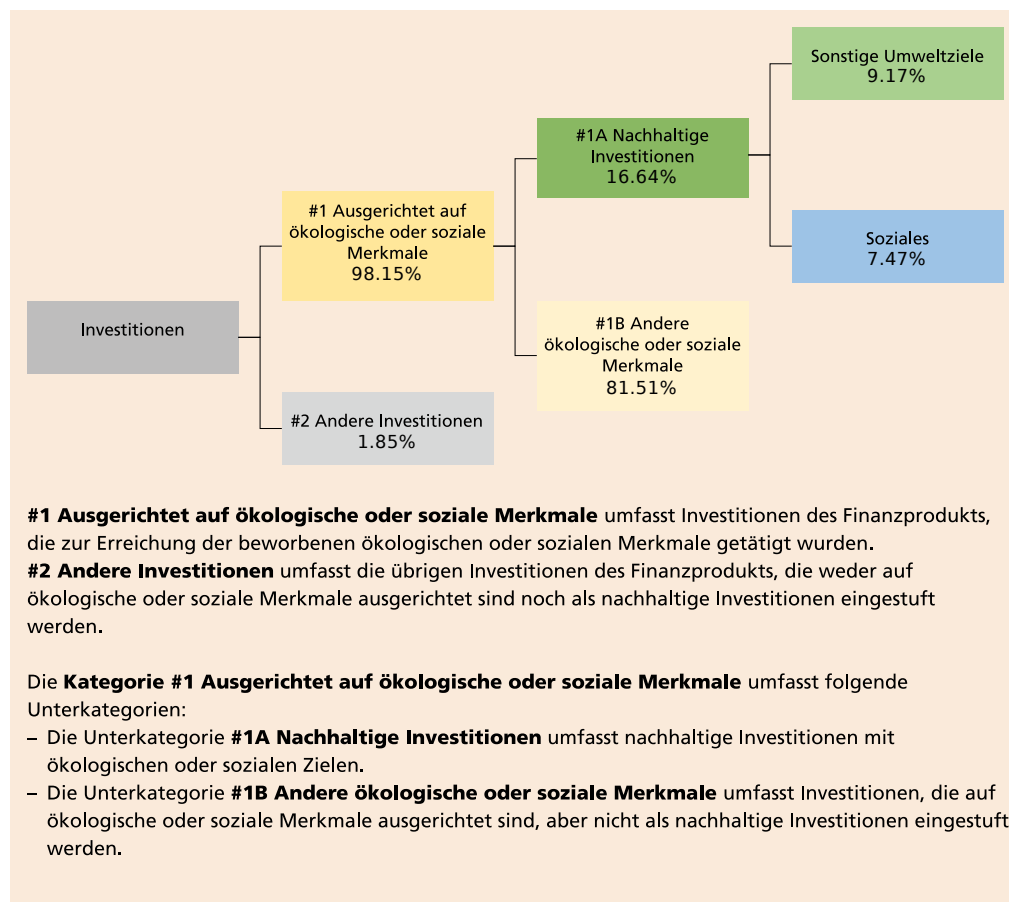 Sonstige Umweltziele
9.17%
#1A Nachhaltige
Investitionen
16.64%
#1 Ausgerichtet auf
ökologische oder soziale
Merkmale
98.15%
Soziales
7.47%
Investitionen
#1B Andere
ökologische oder soziale
Merkmale
81.51%
#2 Andere Investitionen
1.85%
#1 Ausgerichtet auf ökologische oder soziale Merkmale umfasst Investitionen des Finanzprodukts,
die zur Erreichung der beworbenen ökologischen oder sozialen Merkmale getätigt wurden.
#2 Andere Investitionen umfasst die übrigen Investitionen des Finanzprodukts, die weder auf
ökologische oder soziale Merkmale ausgerichtet sind noch als nachhaltige Investitionen eingestuft
werden.
Die Kategorie #1 Ausgerichtet auf ökologische oder soziale Merkmale umfasst folgende
Unterkategorien:
– Die Unterkategorie #1A Nachhaltige Investitionen umfasst nachhaltige Investitionen mit
ökologischen oder sozialen Zielen.
– Die Unterkategorie #1B Andere ökologische oder soziale Merkmale umfasst Investitionen, die auf
ökologische oder soziale Merkmale ausgerichtet sind, aber nicht als nachhaltige Investitionen eingestuft
werden.